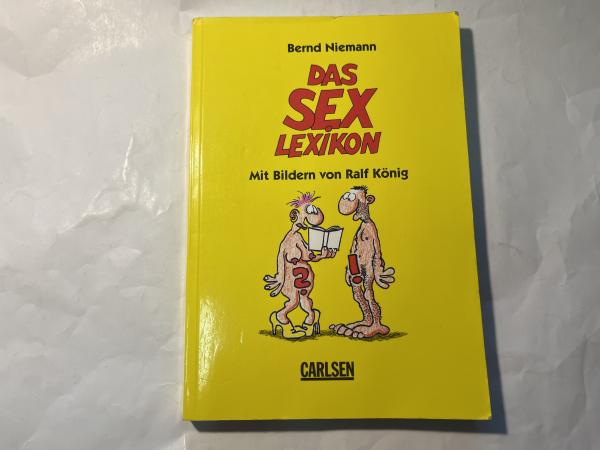 Bernd Niemann
DAS
SEX
LEXIKON
Mit Bildern von Ralf König
?
!
CARLSEN